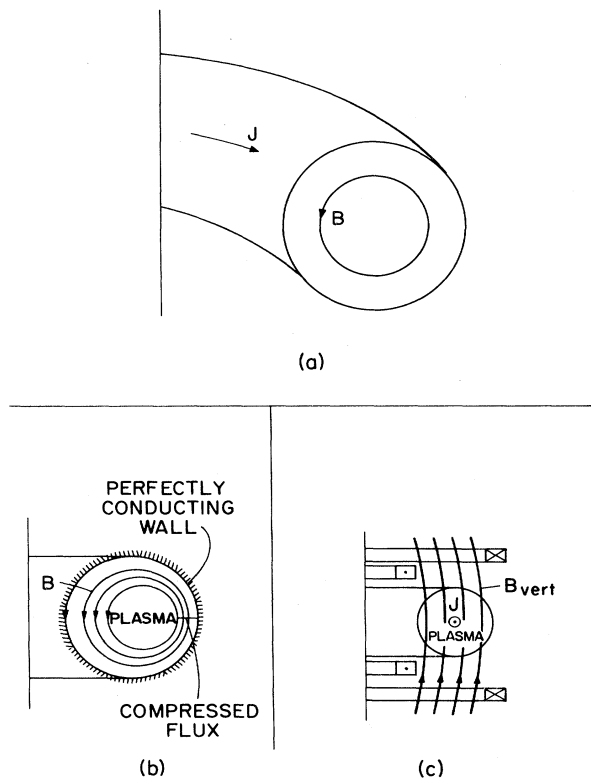 J
B
(a)
PERFECTLY
CONDUCTING
WALL
B
PLASMA
COMPRESSED
FLUX
(b)
B vert
J
PLASMA
(c)